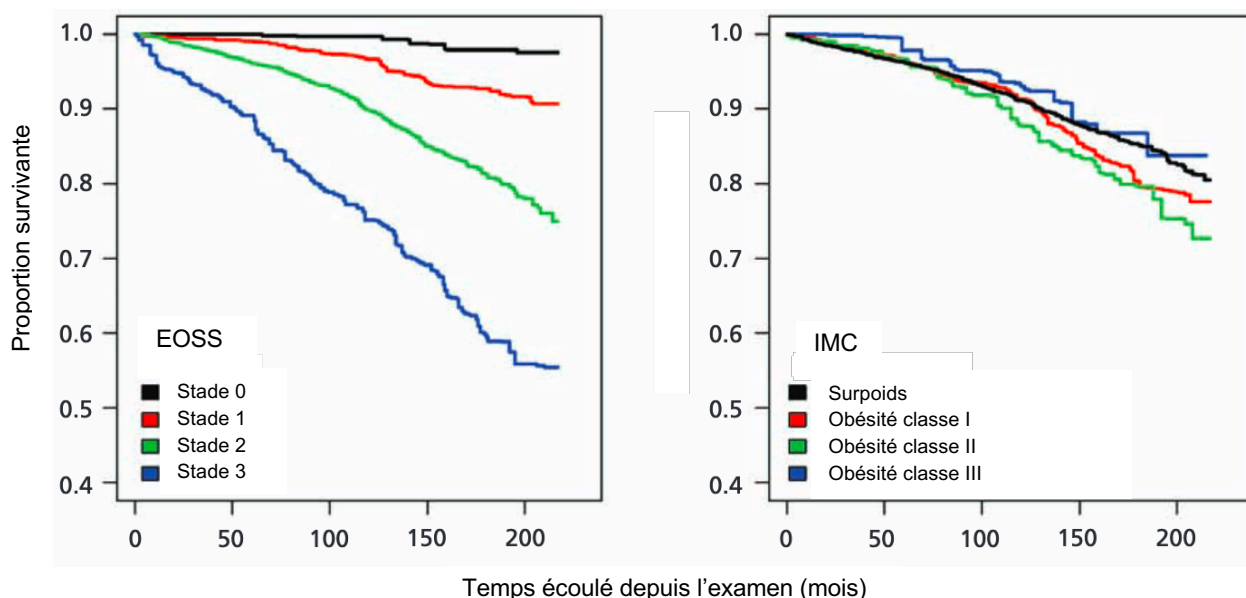 Proportion survivante
1.0
0.9
0.8
0.7
0.6
0.5
0.4
EOSS
Stade 0
Stade 1
Stade 2
Stade 3
0 50 100 150 200
1.0
0.9
0.8
0.7
0.6
0.5
0.4
IMC
Surpoids
Obésité classe I
Obésité classe II
Obésité classe III
0 50 100 150 200
Temps écoulé depuis l’examen (mois)